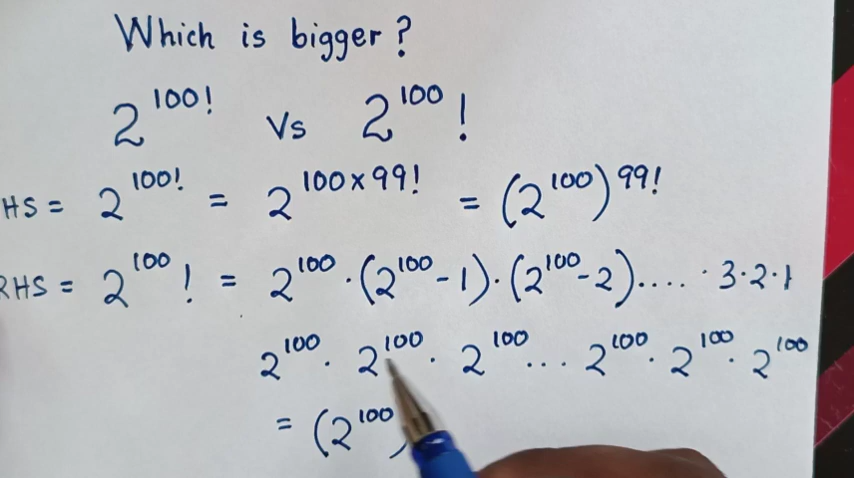 Which is bigger?
2^100! Vs 2^100!
HS = 2^100! = 2^100×99! = (2^100)^99!
RHS = 2^100! = 2^100·(2^100-1)·(2^100-2)....·3·2·1
2^100·2^100·2^100...2^100·2^100·2^100
= (2^100)